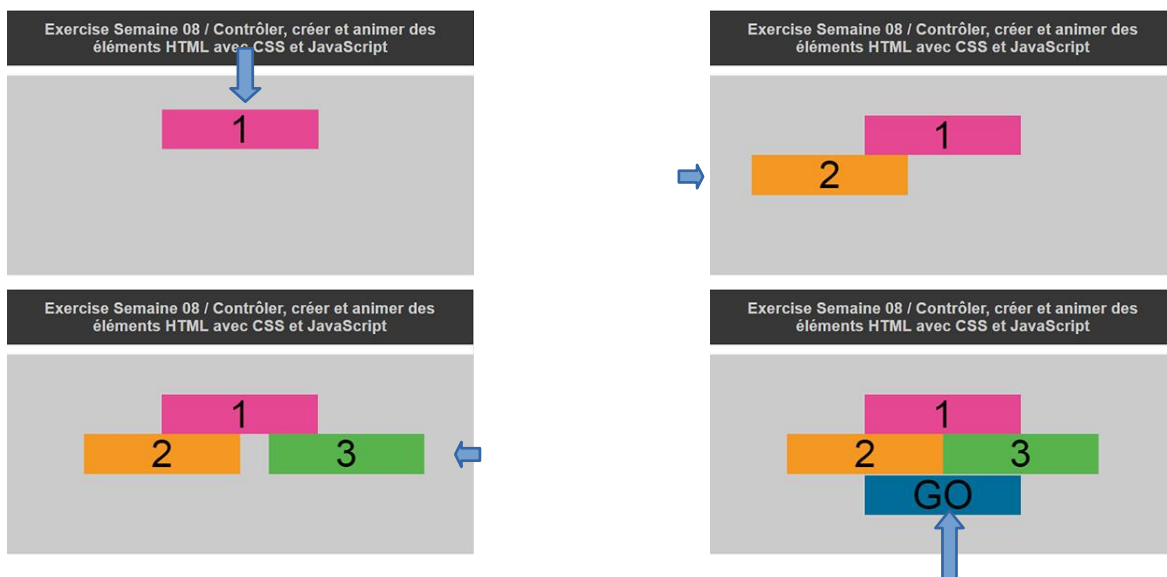 Exercise Semaine 08 / Contrôler, créer et animer des
éléments HTML avec CSS et JavaScript
1
Exercise Semaine 08 / Contrôler, créer et animer des
éléments HTML avec CSS et JavaScript
1
2
Exercise Semaine 08 / Contrôler, créer et animer des
éléments HTML avec CSS et JavaScript
1
2 3
Exercise Semaine 08 / Contrôler, créer et animer des
éléments HTML avec CSS et JavaScript
1
2 3
GO